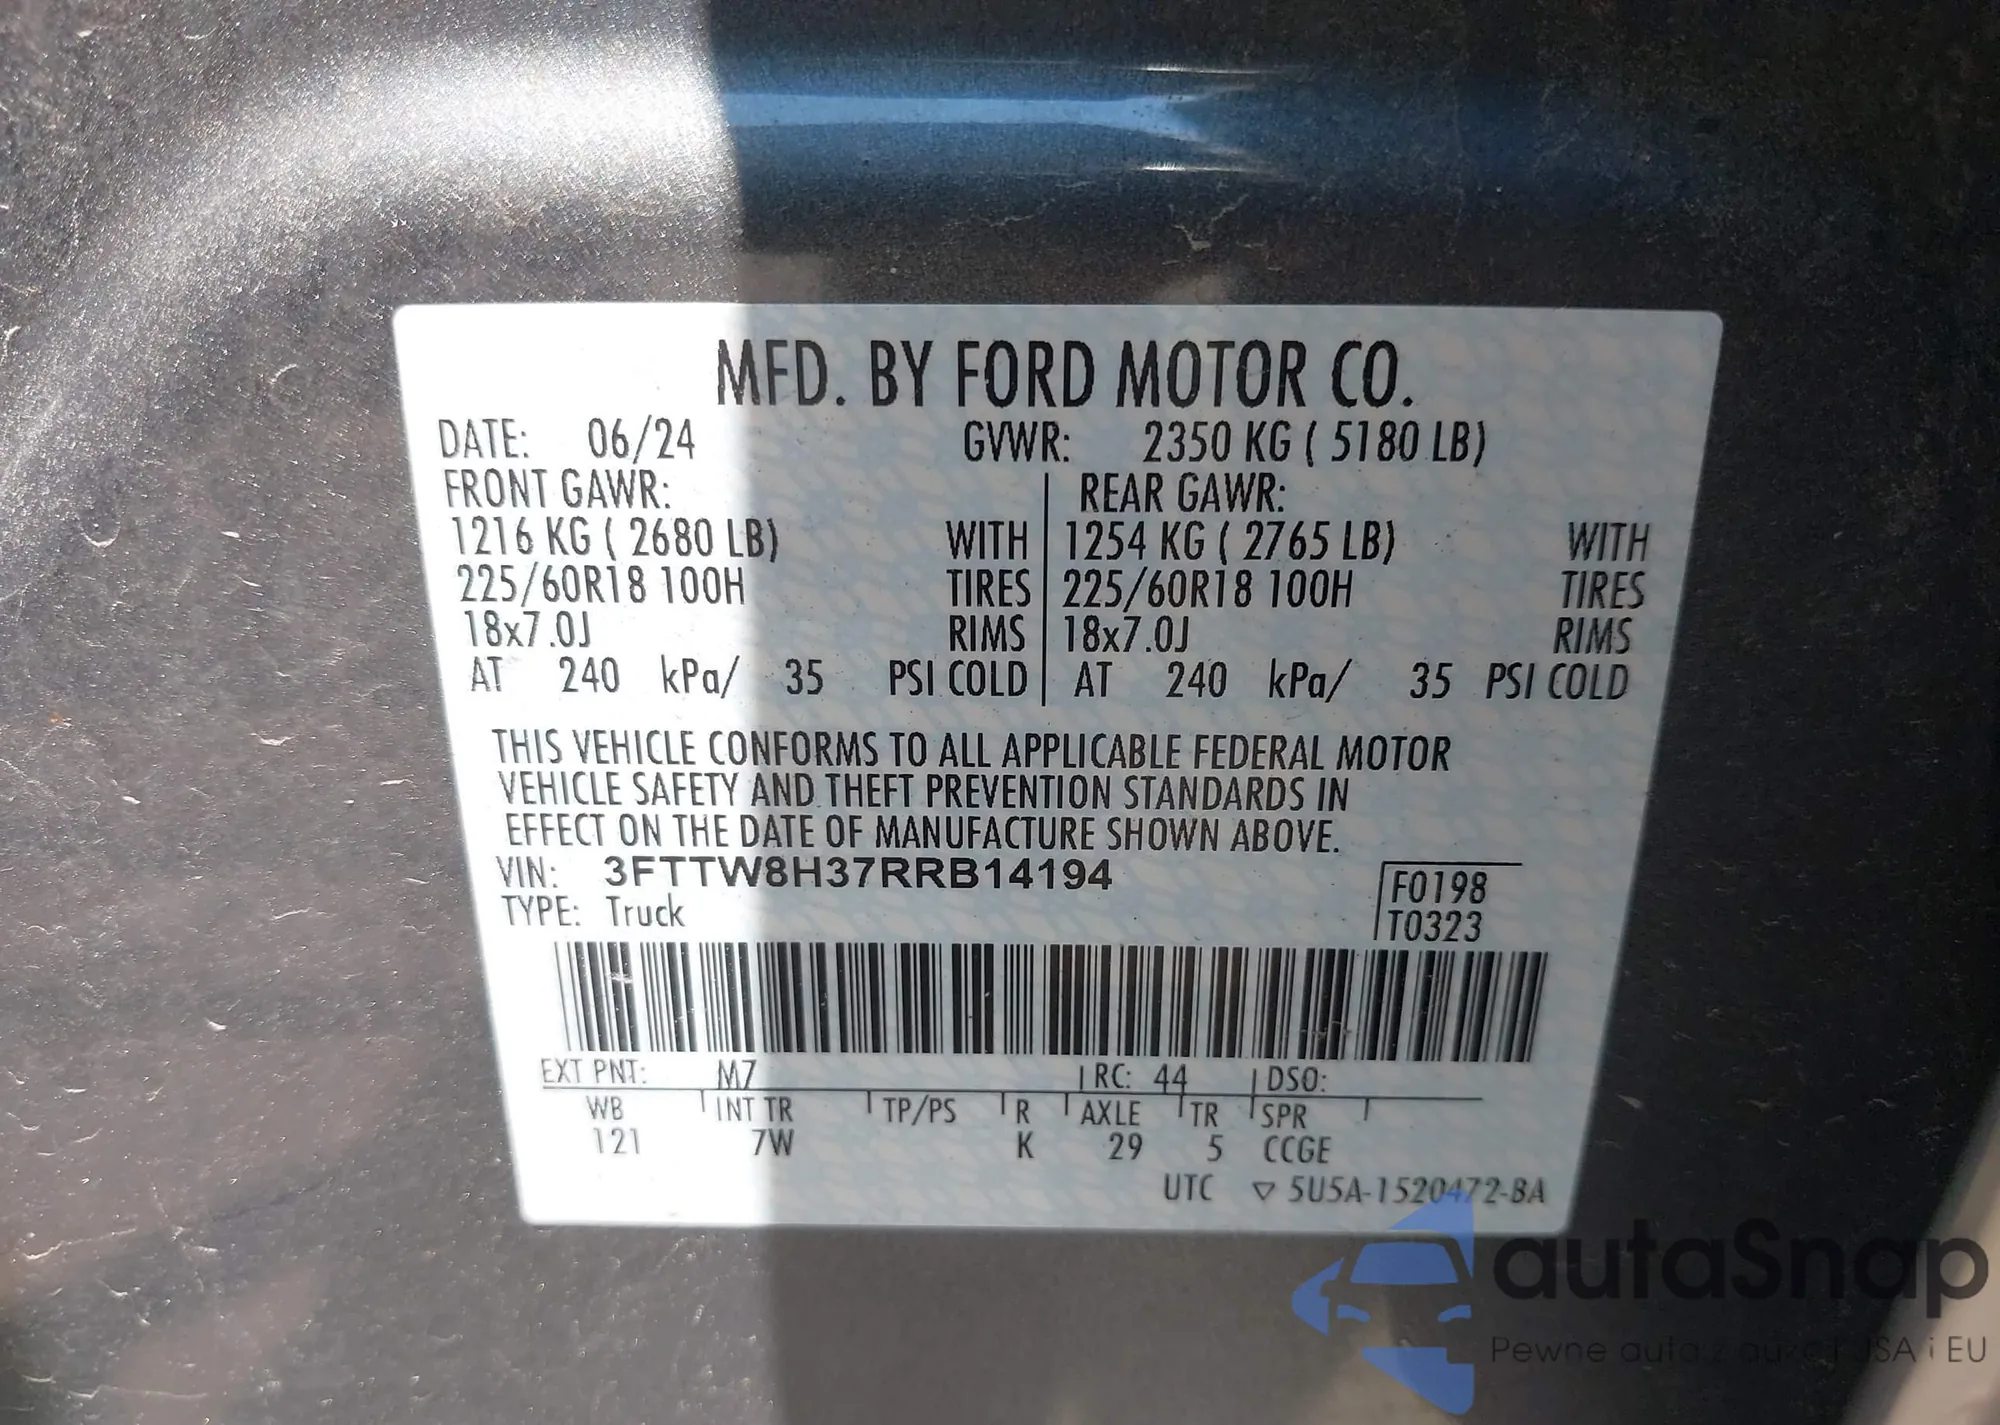 MFD. BY FORD MOTOR CO.
DATE: 06/24 GVWR: 2350 KG ( 5180 LB)
FRONT GAWR: REAR GAWR:
1216 KG ( 2680 LB) WITH 1254 KG ( 2765 LB) WITH
225/60R18 100H TIRES 225/60R18 100H TIRES
18x7.0J RIMS 18x7.0J RIMS
AT 240 kPa/ 35 PSI COLD AT 240 kPa/ 35 PSI COLD
THIS VEHICLE CONFORMS TO ALL APPLICABLE FEDERAL MOTOR
VEHICLE SAFETY AND THEFT PREVENTION STANDARDS IN
EFFECT ON THE DATE OF MANUFACTURE SHOWN ABOVE.
VIN: 3FTTW8H37RRB14194
F0198
TYPE: Truck
T0323
EXT PNT: M7 RC: 44 DSO:
WB INT TR TP/PS R AXLE TR SPR
121 7W K 29 5 CCGE
UTC ▽ 5U5A-1520472-BA
autaSnap
Pewne auta z aukcji USA i EU